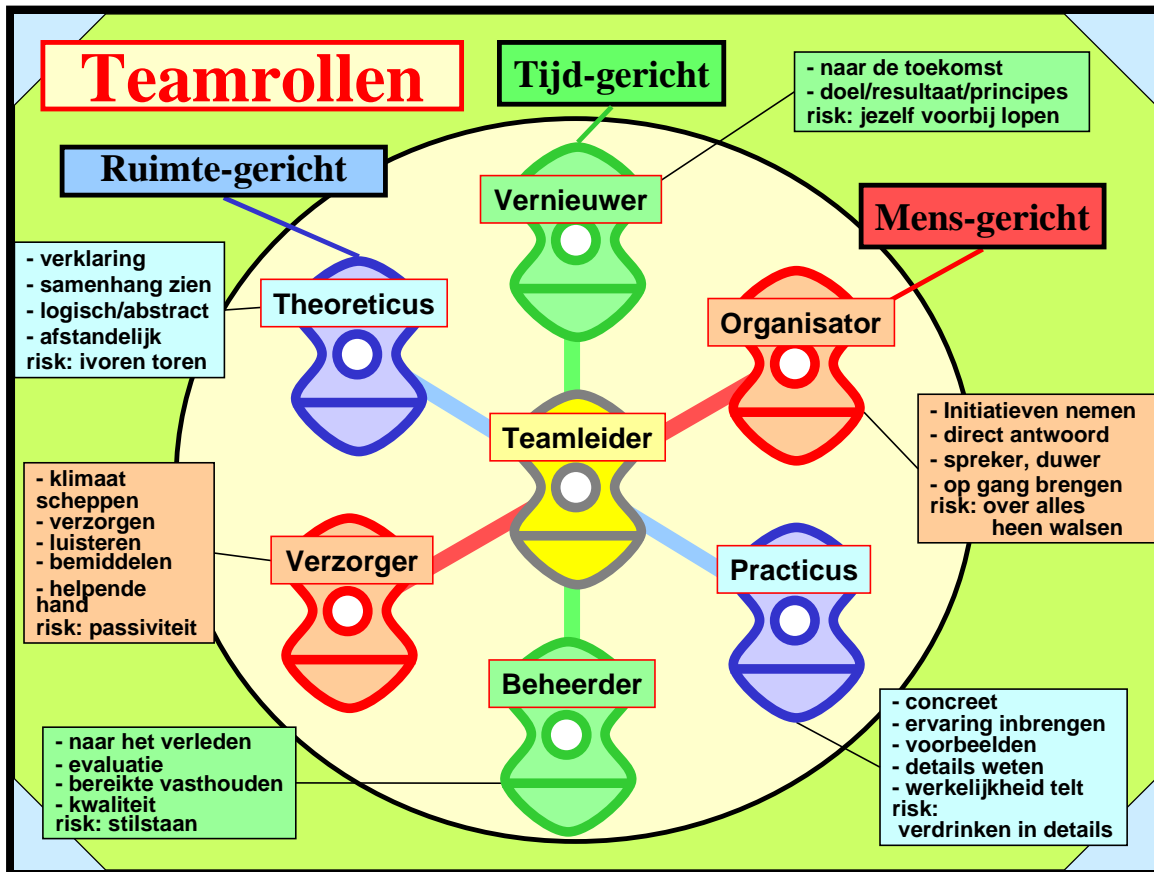 Teamrollen
Tijd-gericht
- naar de toekomst
- doel/resultaat/principes
risk: jezelf voorbij lopen
Ruimte-gericht
Vernieuwer
Mens-gericht
- verklaring
- samenhang zien
- logisch/abstract
- afstandelijk
risk: ivoren toren
Theoreticus
Organisator
Teamleider
- Initiatieven nemen
- direct antwoord
- spreker, duwer
- op gang brengen
risk: over alles
heen walsen
- klimaat
scheppen
- verzorgen
- luisteren
- bemiddelen
- helpende
hand
risk: passiviteit
Verzorger
Practicus
Beheerder
- naar het verleden
- evaluatie
- bereikte vasthouden
- kwaliteit
risk: stilstaan
- concreet
- ervaring inbrengen
- voorbeelden
- details weten
- werkelijkheid telt
risk:
verdrinken in details